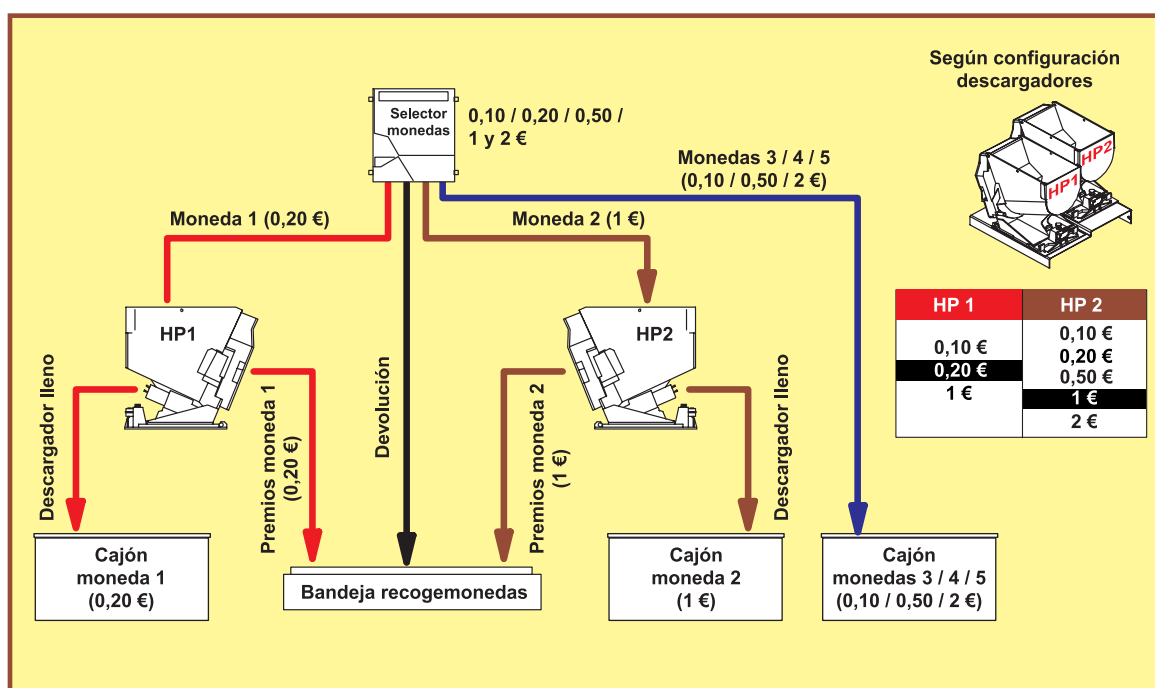 Según configuración
descargadores
HP2
HP1
Selector
monedas
0,10 / 0,20 / 0,50 /
1 y 2 €
Monedas 3 / 4 / 5
(0,10 / 0,50 / 2 €)
Moneda 1 (0,20 €)
Moneda 2 (1 €)
HP1
HP2
HP 1
0,10 €
0,20 €
1 €
HP 2
0,10 €
0,20 €
0,50 €
1 €
2 €
Descargador lleno
Premios moneda 1
(0,20 €)
Devolución
Premios moneda 2
(1 €)
Descargador lleno
Cajón
moneda 1
(0,20 €)
Bandeja recogemonedas
Cajón
moneda 2
(1 €)
Cajón
monedas 3 / 4 / 5
(0,10 / 0,50 / 2 €)